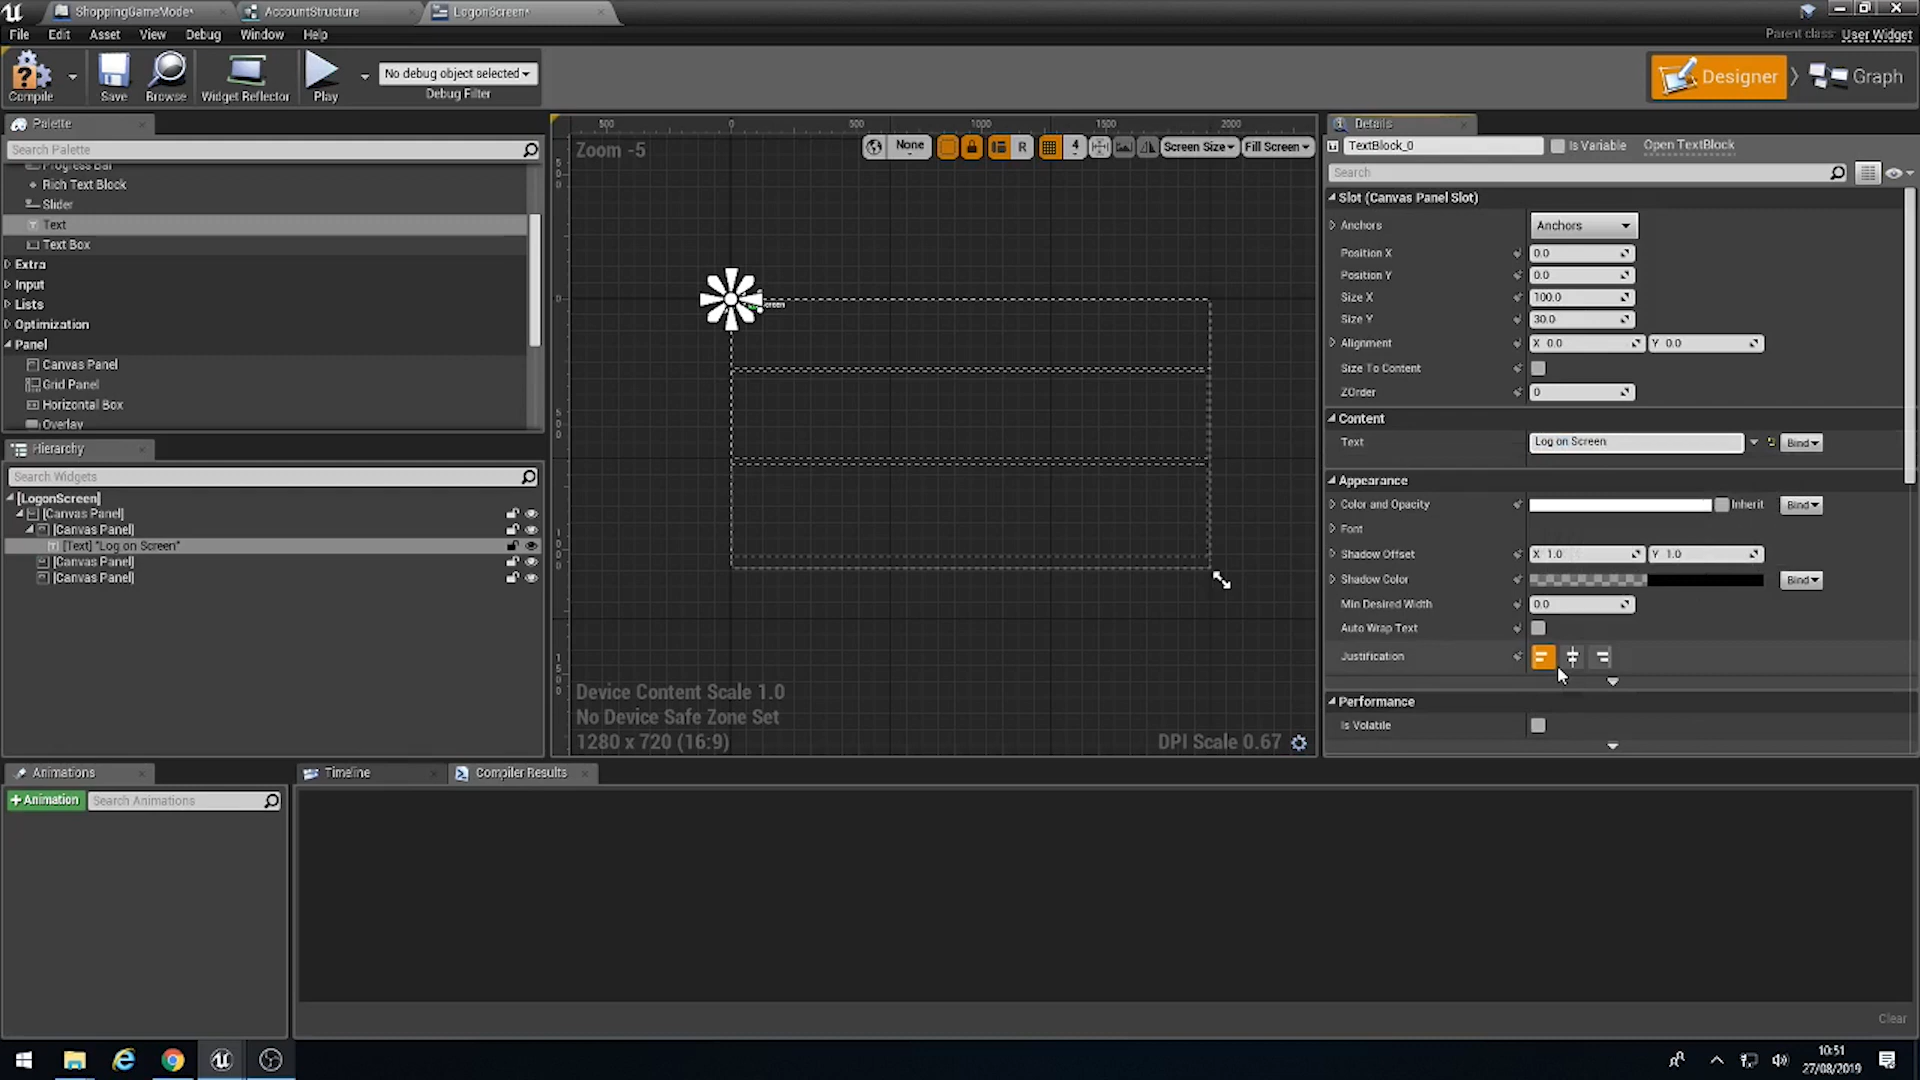 ShoppingGameMode*
AccountStructure
LogonScreen*
File Edit Asset View Debug Window Help
Parent class: User Widget
Compile
Save
Browse
Widget Reflector
Play
No debug object selected
Debug Filter
Designer
Graph
Palette
Search Palette
Progress Bar
Rich Text Block
Slider
Text
Text Box
Extra
Input
Lists
Optimization
Panel
Canvas Panel
Grid Panel
Horizontal Box
Overlay
Hierarchy
Search Widgets
[LogonScreen]
[Canvas Panel]
[Canvas Panel]
[Text] "Log on Screen"
[Canvas Panel]
[Canvas Panel]
500 0 500 1000 1500 2000
Zoom -5
None
R
4
Screen Size
Fill Screen
Device Content Scale 1.0
No Device Safe Zone Set
1280 x 720 (16:9)
DPI Scale 0.67
Details
TextBlock_0
Is Variable
Open TextBlock
Search
Slot (Canvas Panel Slot)
Anchors
Anchors
Position X
0.0
Position Y
0.0
Size X
100.0
Size Y
30.0
Alignment
X 0.0
Y 0.0
Size To Content
ZOrder
0
Content
Text
Log on Screen
Bind
Appearance
Color and Opacity
Inherit
Bind
Font
Shadow Offset
X 1.0
Y 1.0
Shadow Color
Bind
Min Desired Width
0.0
Auto Wrap Text
Justification
Performance
Is Volatile
Animations
+Animation
Search Animations
Timeline
Compiler Results
Clear
10:51
27/08/2019